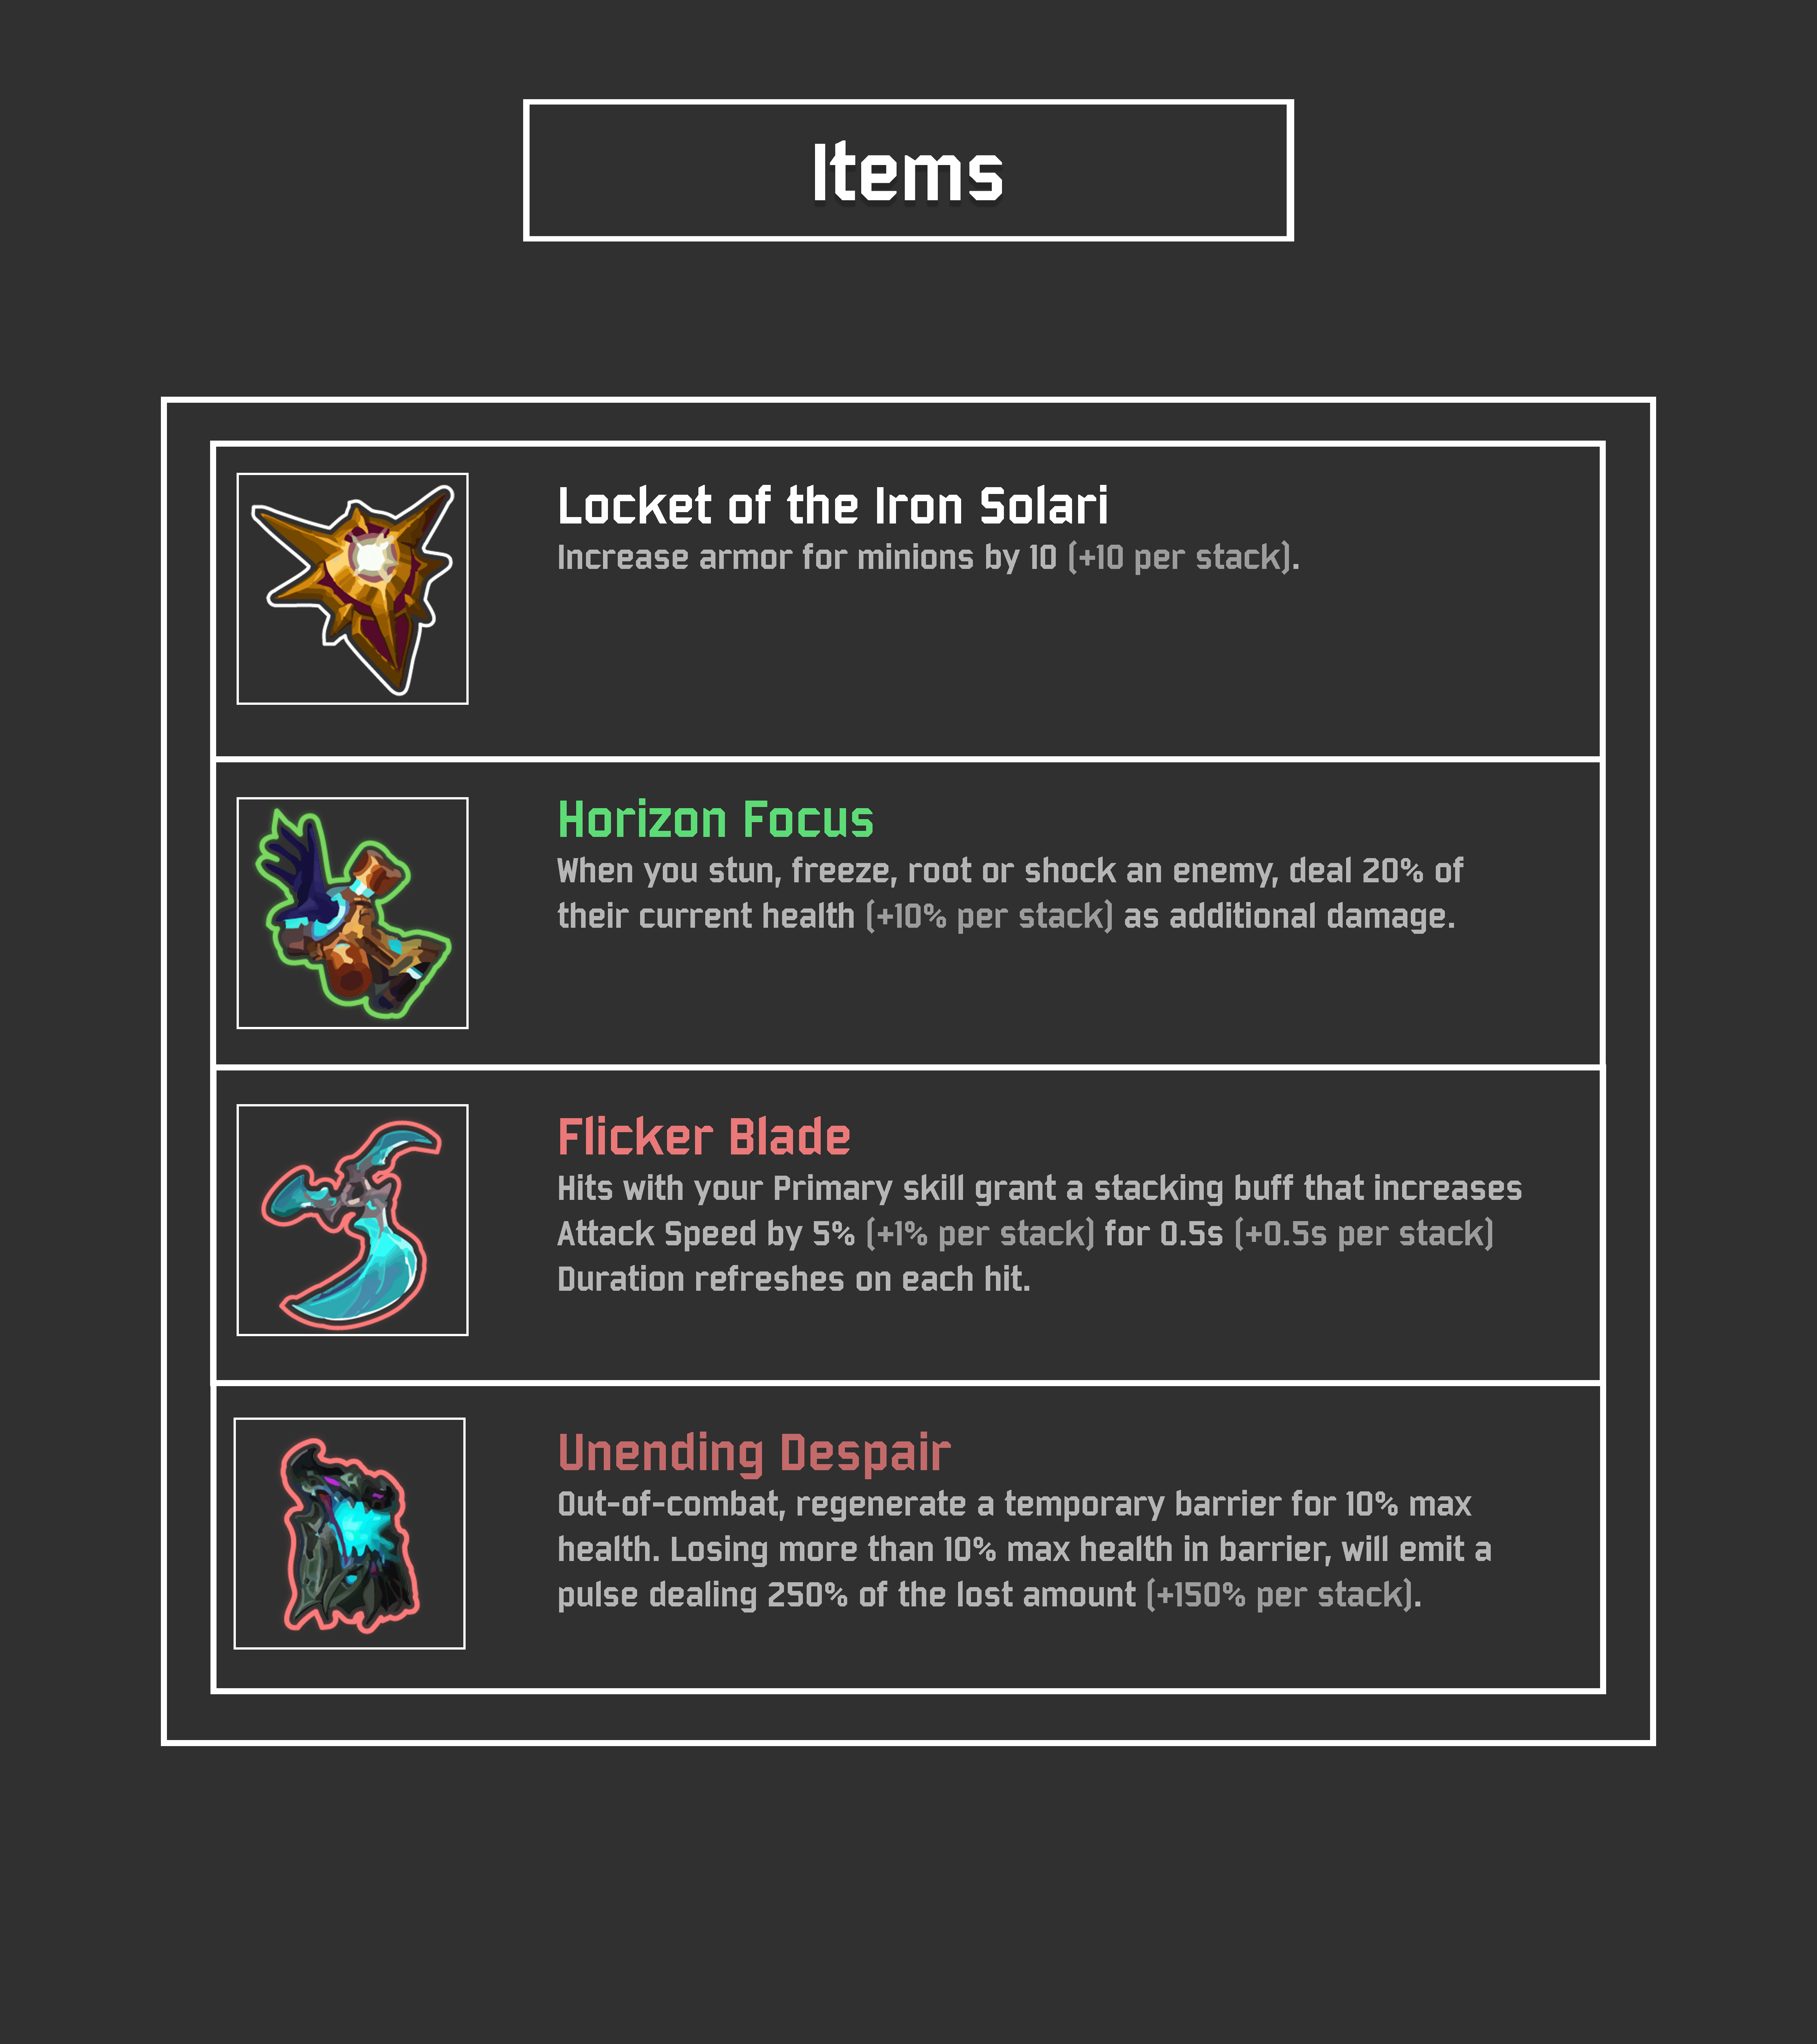 Items
Locket of the Iron Solari
Increase armor for minions by 10 (+10 per stack).
Horizon Focus
When you stun, freeze, root or shock an enemy, deal 20% of
their current health (+10% per stack) as additional damage.
Flicker Blade
Hits with your Primary skill grant a stacking buff that increases
Attack Speed by 5% (+1% per stack) for 0.5s (+0.5s per stack)
Duration refreshes on each hit.
Unending Despair
Out-of-combat, regenerate a temporary barrier for 10% max
health. Losing more than 10% max health in barrier, will emit a
pulse dealing 250% of the lost amount (+150% per stack).